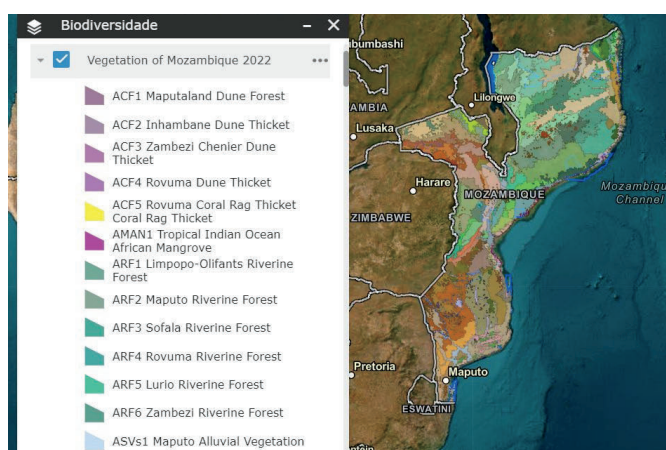 Biodiversidade
Vegetation of Mozambique 2022
ACF1 Maputaland Dune Forest
ACF2 Inhambane Dune Thicket
ACF3 Zambezi Chenier Dune
Thicket
ACF4 Rovuma Dune Thicket
ACF5 Rovuma Coral Rag Thicket
Coral Rag Thicket
AMAN1 Tropical Indian Ocean
African Mangrove
ARF1 Limpopo-Olifants Riverine
Forest
ARF2 Maputo Riverine Forest
ARF3 Sofala Riverine Forest
ARF4 Rovuma Riverine Forest
ARF5 Lurio Riverine Forest
ARF6 Zambezi Riverine Forest
ASVs1 Maputo Alluvial Vegetation
bumbashi
AMBIA
Lilongwe
Lusaka
Harare
MOZAMBIQUE
Mozambiqu
Channel
ZIMBABWE
Pretoria
Maputo
ESWATINI